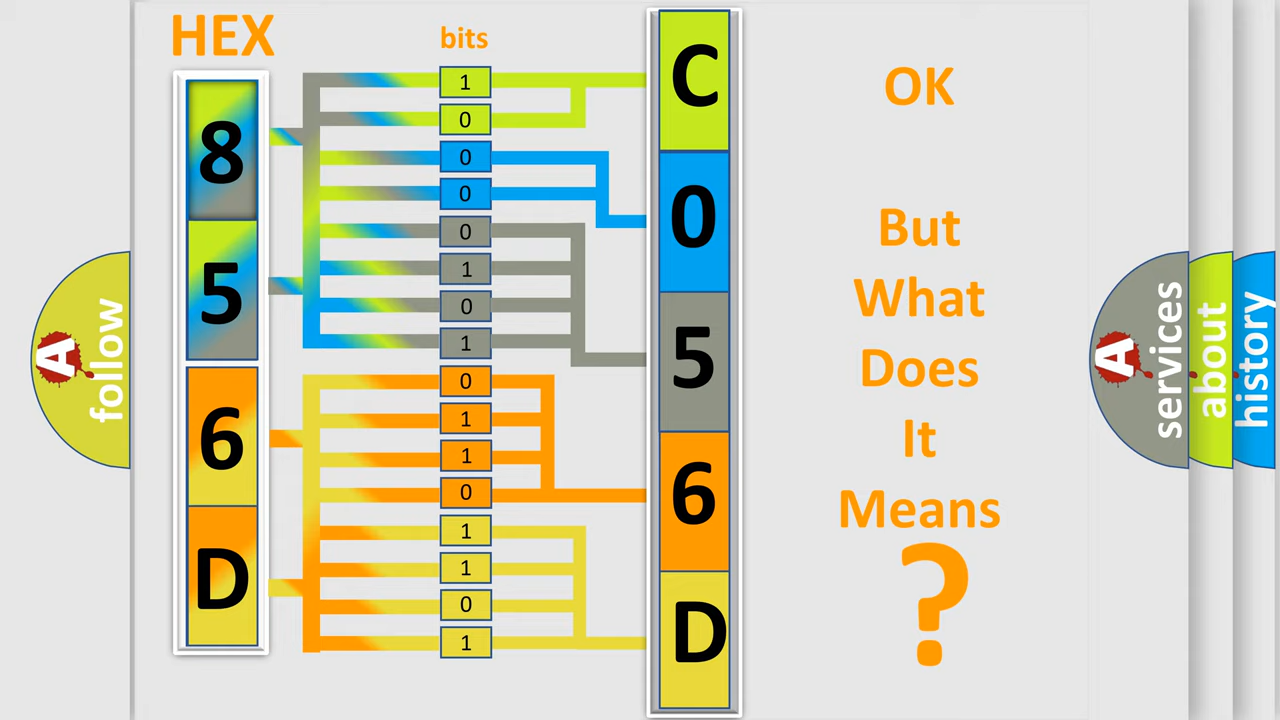 HEX
bits
8
5
6
D
1
0
0
0
0
1
0
1
0
1
1
0
1
1
0
1
C
0
5
6
D
OK
But
What
Does
It
Means
?
A
follow
A
services
about
history